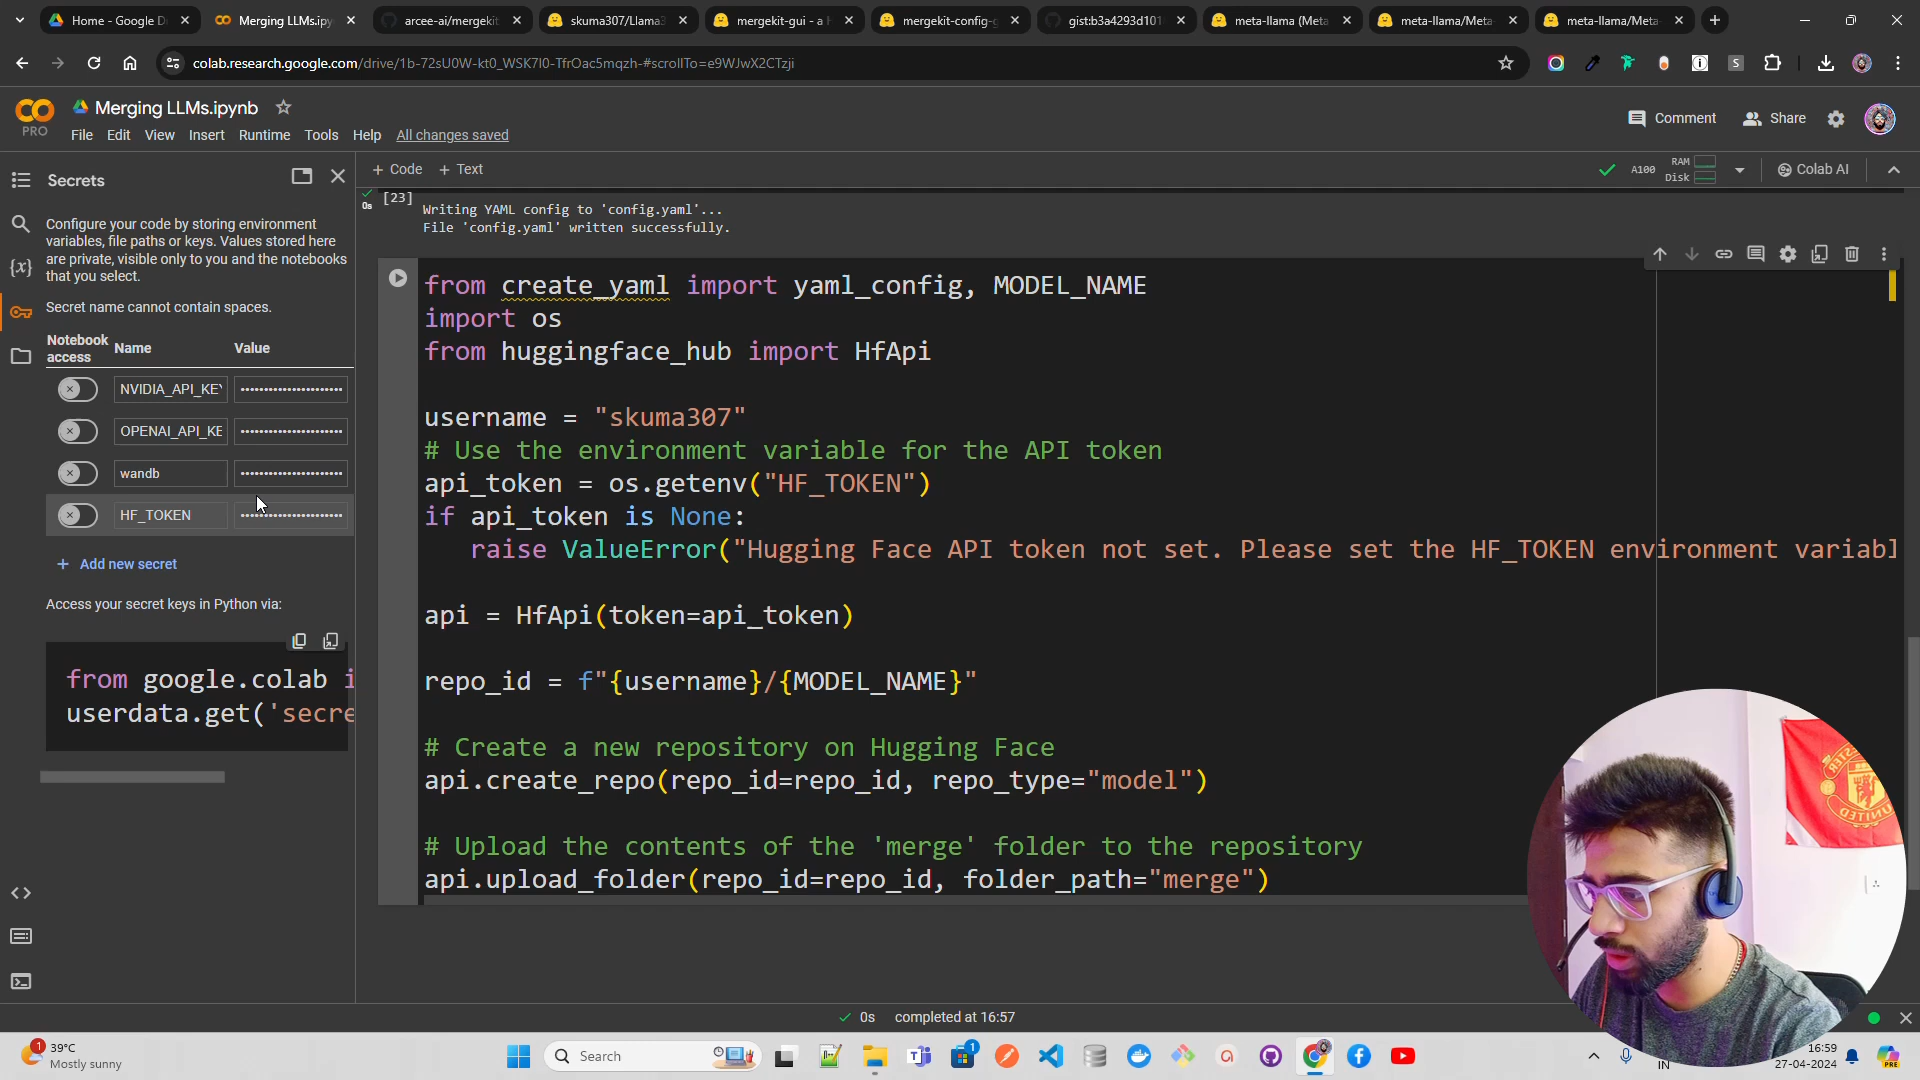 Home - Google D
Merging LLMs.ipy
arcee-ai/mergekit
skuma307/Llama3
mergekit-gui - a H
mergekit-config-g
gist:b3a4293d101
meta-llama (Meta
meta-llama/Meta-
meta-llama/Meta-
colab.research.google.com/drive/1b-72sU0W-kt0_WSK7I0-TfrOac5mqzh-#scrollTo=e9WJwX2CTzji
PRO
Merging LLMs.ipynb
File Edit View Insert Runtime Tools Help All changes saved
Comment
Share
Secrets
+ Code + Text
A100
RAM
Disk
Colab AI
Configure your code by storing environment
variables, file paths or keys. Values stored here
are private, visible only to you and the notebooks
that you select.
Secret name cannot contain spaces.
Notebook access Name Value
NVIDIA_API_KEY
OPENAI_API_KE
wandb
HF_TOKEN
+ Add new secret
Access your secret keys in Python via:
from google.colab i
userdata.get('secre
0s
[23]
Writing YAML config to 'config.yaml'...
File 'config.yaml' written successfully.
from create_yaml import yaml_config, MODEL_NAME
import os
from huggingface_hub import HfApi
username = "skuma307"
# Use the environment variable for the API token
api_token = os.getenv("HF_TOKEN")
if api_token is None:
raise ValueError("Hugging Face API token not set. Please set the HF_TOKEN environment variabl
api = HfApi(token=api_token)
repo_id = f"{username}/{MODEL_NAME}"
# Create a new repository on Hugging Face
api.create_repo(repo_id=repo_id, repo_type="model")
# Upload the contents of the 'merge' folder to the repository
api.upload_folder(repo_id=repo_id, folder_path="merge")
0s completed at 16:57
1
39°C
Mostly sunny
Search
1
IN
16:59
27-04-2024
PRE